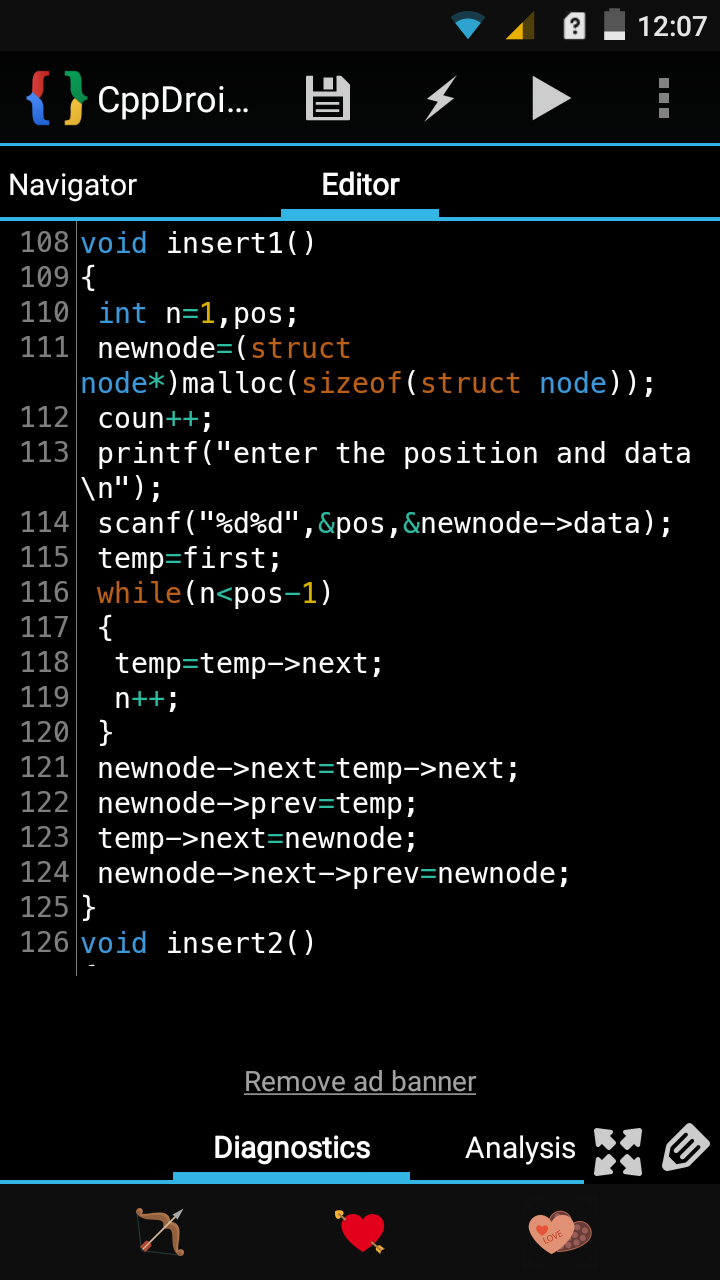 12:07
CppDroi...
Navigator Editor
108 void insert1()
109 {
110 int n=1,pos;
111 newnode=(struct
node*)malloc(sizeof(struct node));
112 coun++;
113 printf("enter the position and data
\n");
114 scanf("%d%d",&pos,&newnode->data);
115 temp=first;
116 while(n<pos-1)
117 {
118 temp=temp->next;
119 n++;
120 }
121 newnode->next=temp->next;
122 newnode->prev=temp;
123 temp->next=newnode;
124 newnode->next->prev=newnode;
125 }
126 void insert2()
Remove ad banner
Diagnostics Analysis
LOVE